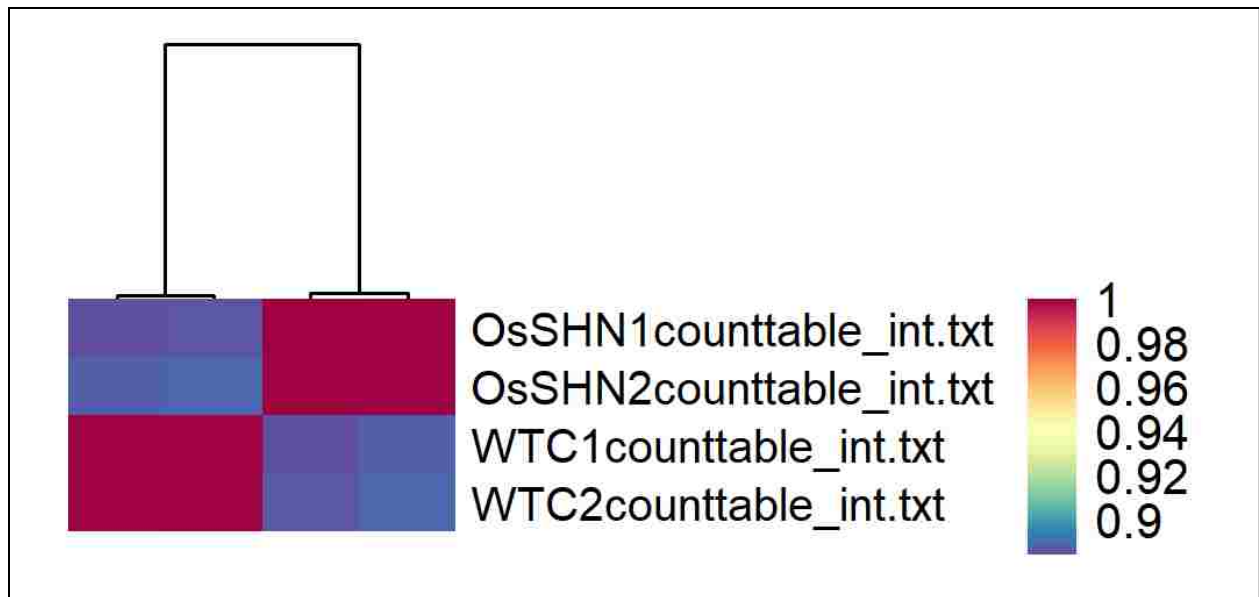 OsSHN1counttable_int.txt
OsSHN2counttable_int.txt
WTC1counttable_int.txt
WTC2counttable_int.txt
1
0.98
0.96
0.94
0.92
0.9